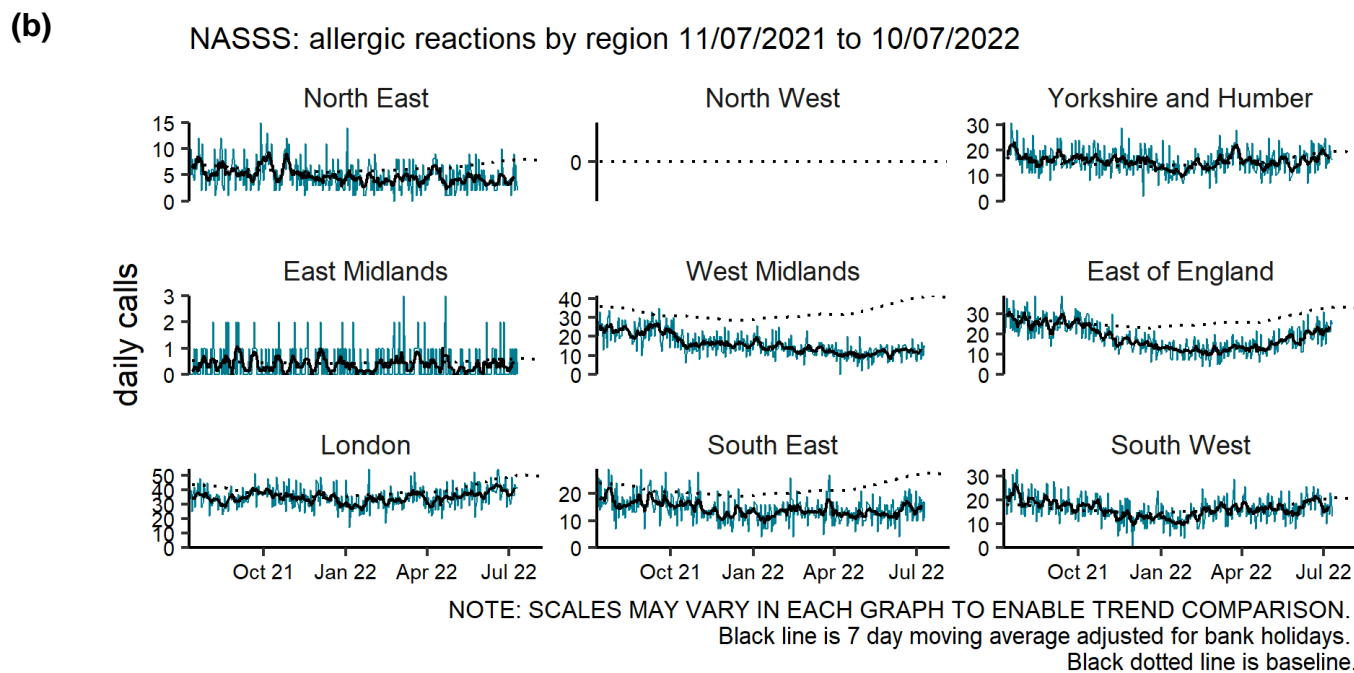 (b)
NASSS: allergic reactions by region 11/07/2021 to 10/07/2022
daily calls
North East
15
10
5
0
North West
0
Yorkshire and Humber
30
20
10
0
East Midlands
3
2
1
0
West Midlands
40
30
20
10
0
East of England
30
20
10
0
London
50
40
30
20
10
0
Oct 21 Jan 22 Apr 22 Jul 22
South East
20
10
0
Oct 21 Jan 22 Apr 22 Jul 22
South West
30
20
10
0
Oct 21 Jan 22 Apr 22 Jul 22
NOTE: SCALES MAY VARY IN EACH GRAPH TO ENABLE TREND COMPARISON.
Black line is 7 day moving average adjusted for bank holidays.
Black dotted line is baseline.